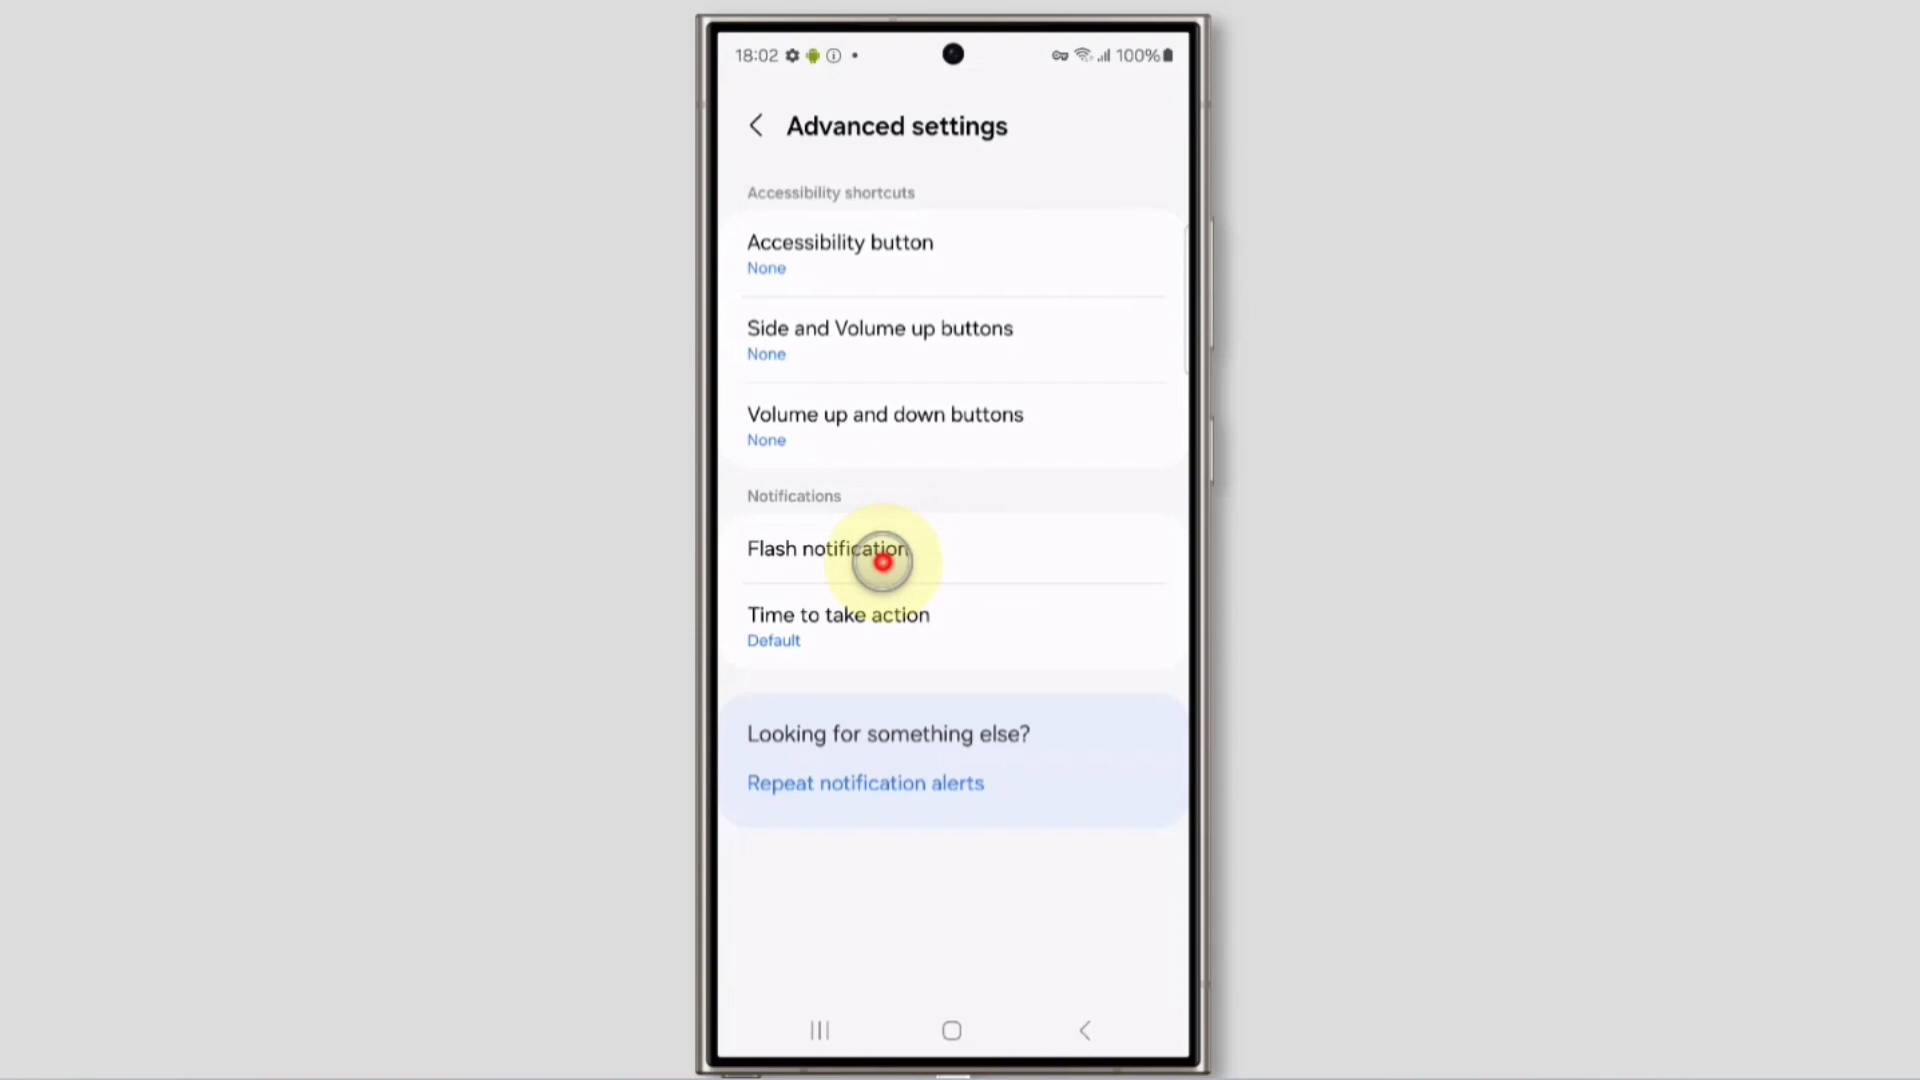 18:02 100%
Advanced settings
Accessibility shortcuts
Accessibility button
None
Side and Volume up buttons
None
Volume up and down buttons
None
Notifications
Flash notification
Time to take action
Default
Looking for something else?
Repeat notification alerts